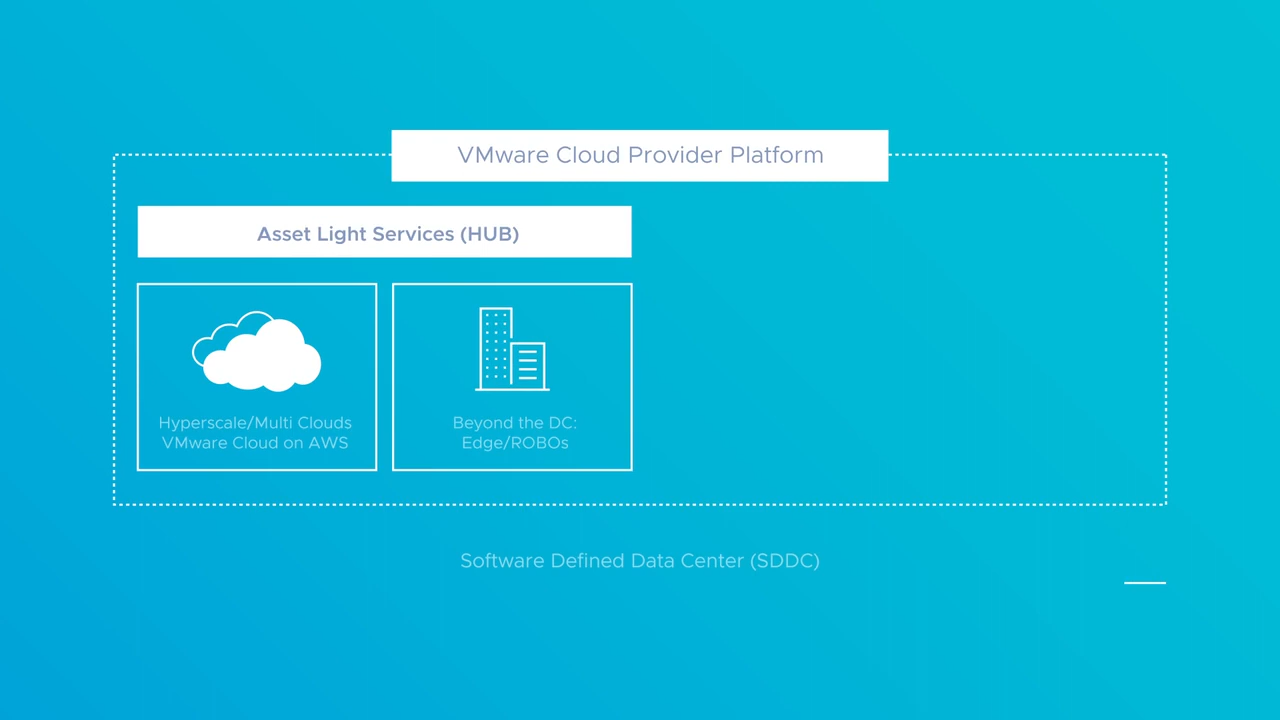 VMware Cloud Provider Platform
Asset Light Services (HUB)
Hyperscale/Multi Clouds
VMware Cloud on AWS
Beyond the DC:
Edge/ROBOs
Software Defined Data Center (SDDC)